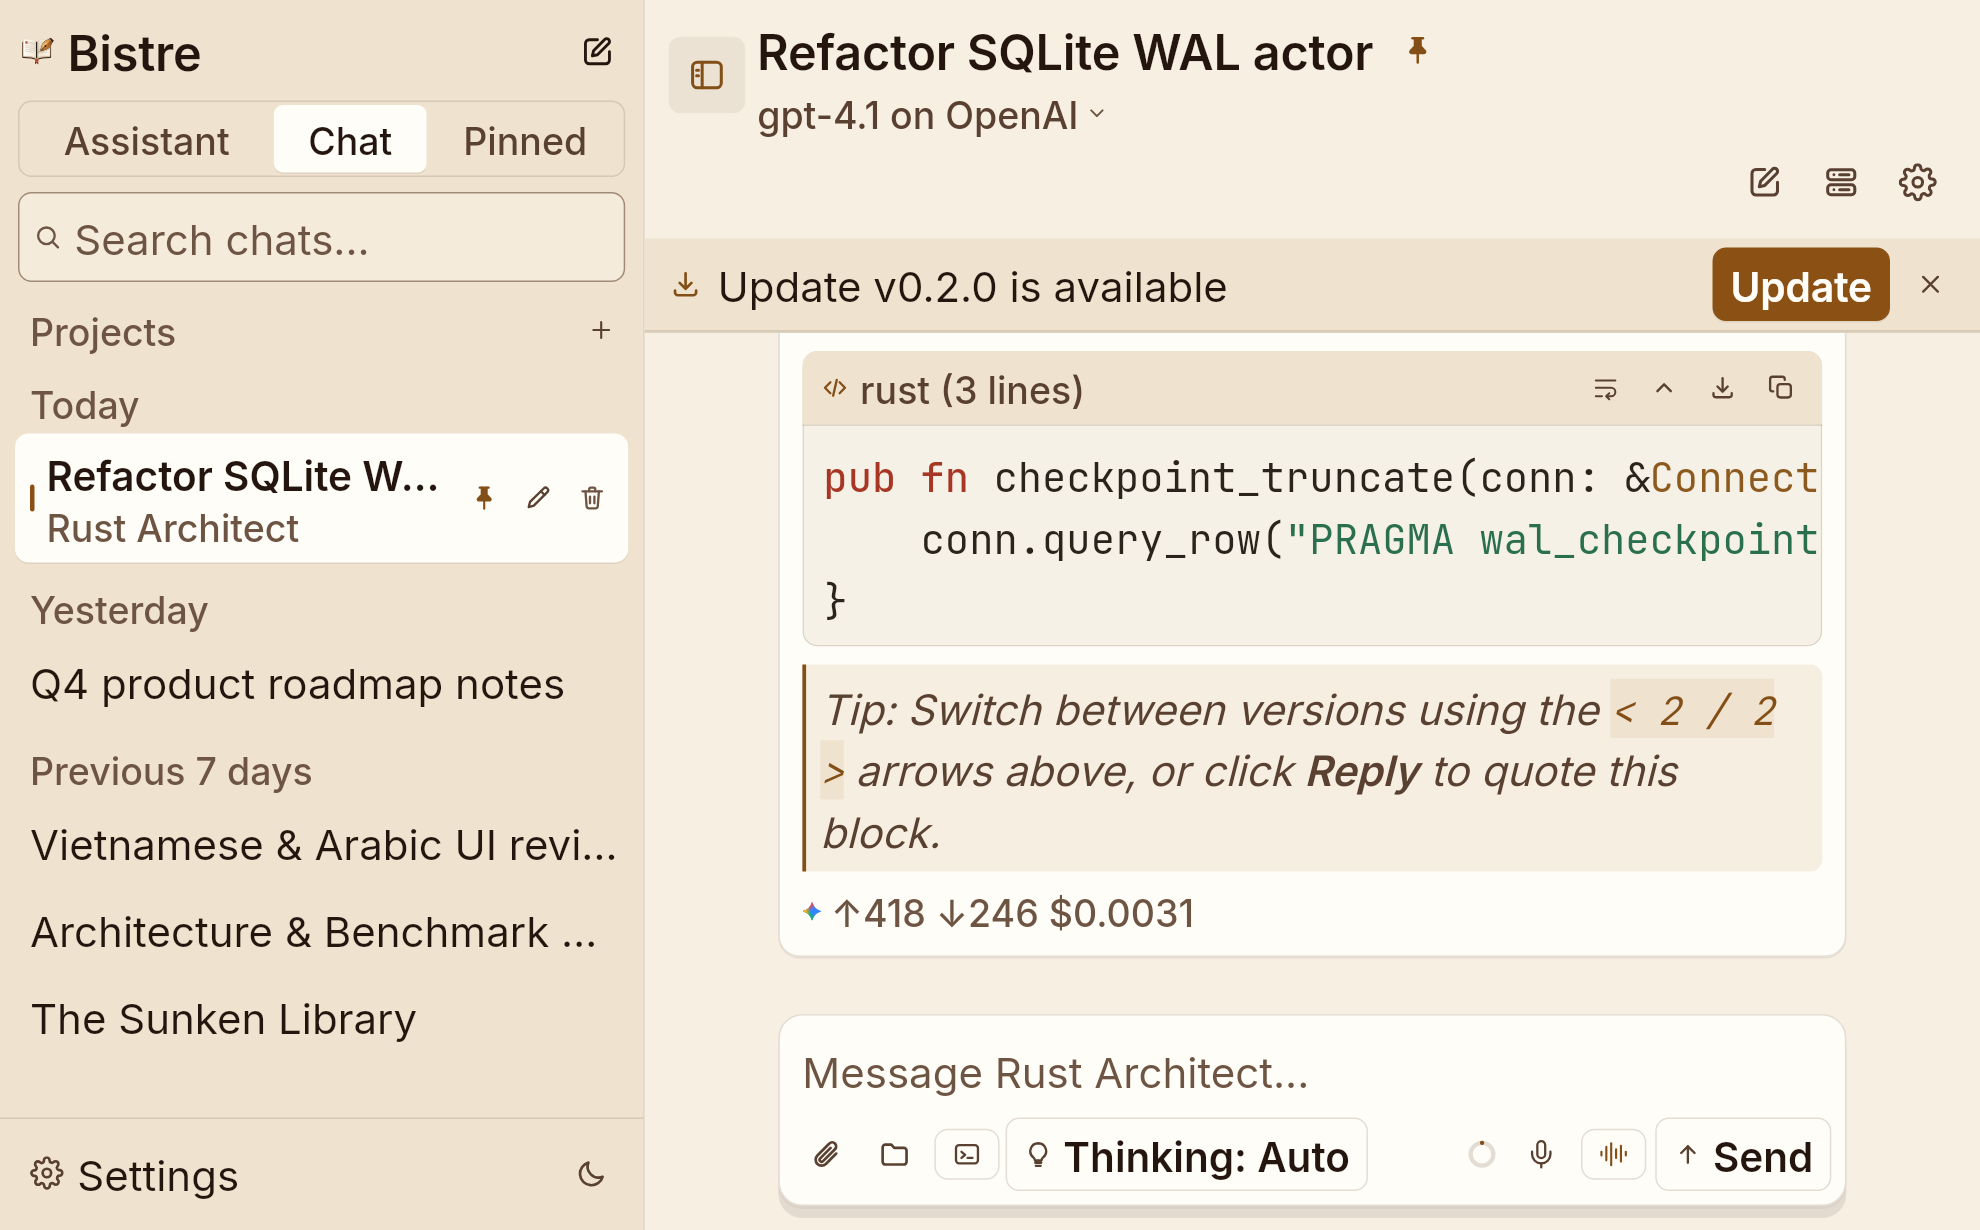 Bistre
Assistant
Chat
Pinned
Search chats...
Projects
Today
Refactor SQLite W...
Rust Architect
Yesterday
Q4 product roadmap notes
Previous 7 days
Vietnamese & Arabic UI revi...
Architecture & Benchmark ...
The Sunken Library
Settings
Refactor SQLite WAL actor
gpt-4.1 on OpenAI
Update v0.2.0 is available
Update
rust (3 lines)
pub fn checkpoint_truncate(conn: &Connect
conn.query_row("PRAGMA wal_checkpoint
}
Tip: Switch between versions using the < 2 / 2
> arrows above, or click Reply to quote this
block.
↑418 ↓246 $0.0031
Message Rust Architect...
Thinking: Auto
Send